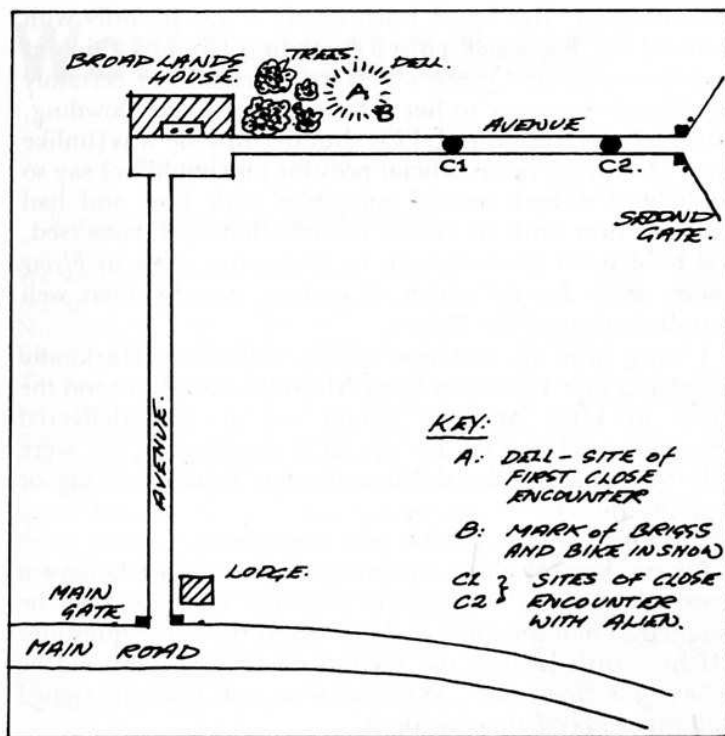 BROADLANDS
HOUSE.
TREES.
DELL.
A
B
AVENUE
C1
C2.
SECOND
GATE.
AVENUE.
KEY:
A: DELL – SITE OF
FIRST CLOSE
ENCOUNTER
B: MARK OF BRIGGS
AND BIKE IN SNOW
C1 } SITES OF CLOSE
C2 } ENCOUNTER
WITH ALIEN.
LODGE.
MAIN
GATE
MAIN ROAD